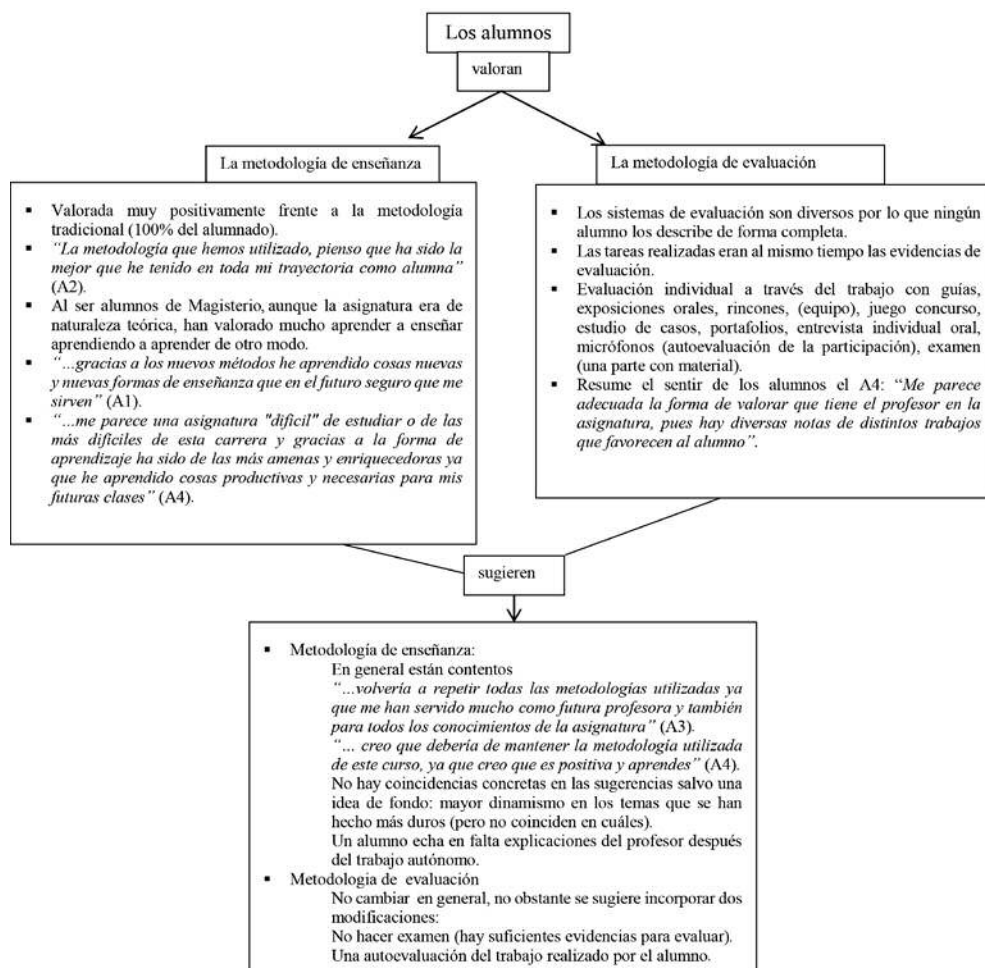 Los alumnos
valoran
La metodología de enseñanza
▪ Valorada muy positivamente frente a la metodología
tradicional (100% del alumnado).
▪ “La metodología que hemos utilizado, pienso que ha sido la
mejor que he tenido en toda mi trayectoria como alumna”
(A2).
▪ Al ser alumnos de Magisterio, aunque la asignatura era de
naturaleza teórica, han valorado mucho aprender a enseñar
aprendiendo a aprender de otro modo.
▪ “…gracias a los nuevos métodos he aprendido cosas nuevas
y nuevas formas de enseñanza que en el futuro seguro que me
sirven” (A1).
▪ “…me parece una asignatura "difícil" de estudiar o de las
más difíciles de esta carrera y gracias a la forma de
aprendizaje ha sido de las más amenas y enriquecedoras ya
que he aprendido cosas productivas y necesarias para mis
futuras clases” (A4).
La metodología de evaluación
▪ Los sistemas de evaluación son diversos por lo que ningún
alumno los describe de forma completa.
▪ Las tareas realizadas eran al mismo tiempo las evidencias de
evaluación.
▪ Evaluación individual a través del trabajo con guías,
exposiciones orales, rincones, (equipo), juego concurso,
estudio de casos, portafolios, entrevista individual oral,
micrófonos (autoevaluación de la participación), examen
(una parte con material).
▪ Resume el sentir de los alumnos el A4: “Me parece
adecuada la forma de valorar que tiene el profesor en la
asignatura, pues hay diversas notas de distintos trabajos
que favorecen al alumno”.
sugieren
▪ Metodología de enseñanza:
En general están contentos
“…volvería a repetir todas las metodologías utilizadas ya
que me han servido mucho como futura profesora y también
para todos los conocimientos de la asignatura” (A3).
“… creo que debería de mantener la metodología utilizada
de este curso, ya que creo que es positiva y aprendes” (A4).
No hay coincidencias concretas en las sugerencias salvo una
idea de fondo: mayor dinamismo en los temas que se han
hecho más duros (pero no coinciden en cuáles).
Un alumno echa en falta explicaciones del profesor después
del trabajo autónomo.
▪ Metodología de evaluación
No cambiar en general, no obstante se sugiere incorporar dos
modificaciones:
No hacer examen (hay suficientes evidencias para evaluar).
Una autoevaluación del trabajo realizado por el alumno.